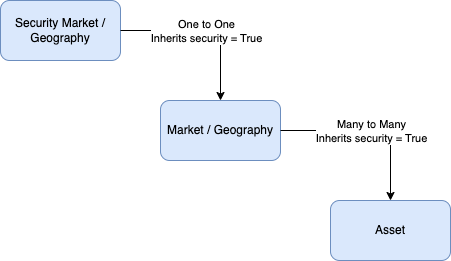 Security Market /
Geography
One to One
Inherits security = True
Market / Geography
Many to Many
Inherits security = True
Asset